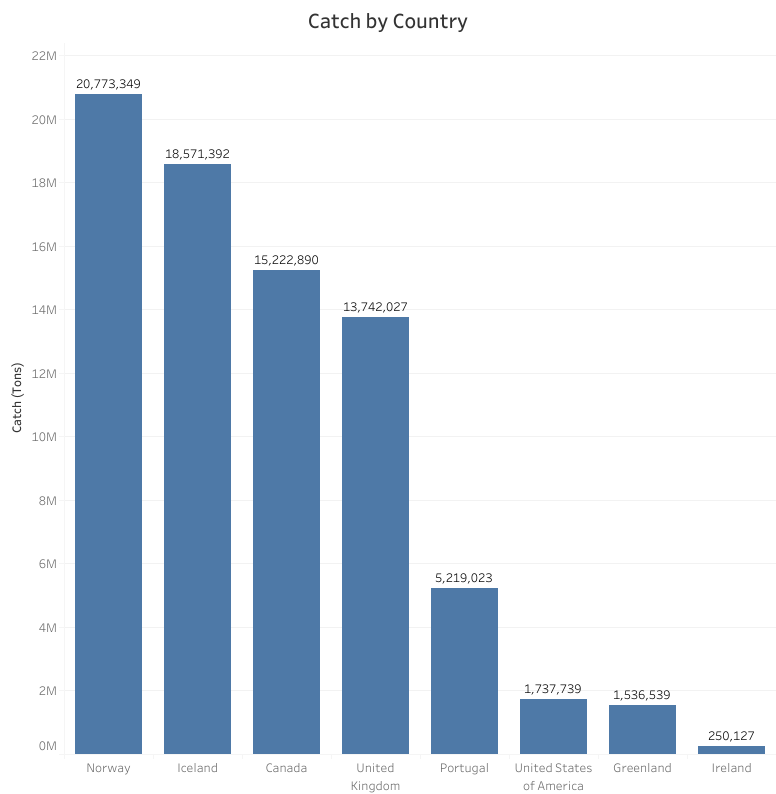 Catch by Country
Catch (Tons)
22M
20M
18M
16M
14M
12M
10M
8M
6M
4M
2M
0M
20,773,349
18,571,392
15,222,890
13,742,027
5,219,023
1,737,739
1,536,539
250,127
Norway
Iceland
Canada
United
Kingdom
Portugal
United States
of America
Greenland
Ireland